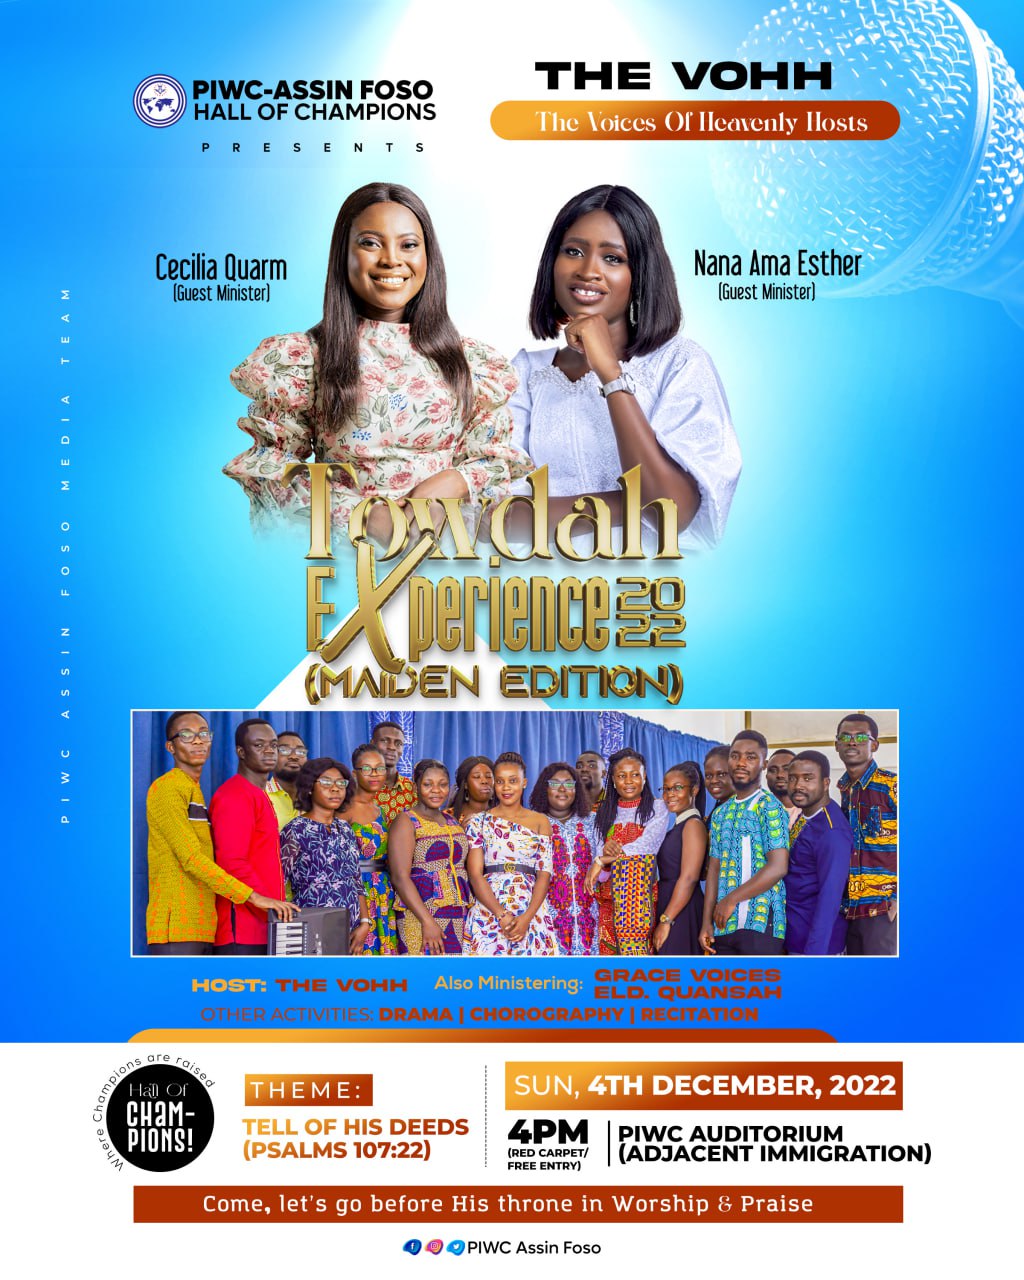 PIWC-ASSIN FOSO
HALL OF CHAMPIONS
PRESENTS
THE VOHH
The Voices Of Heavenly Hosts
Cecilia Quarm
(Guest Minister)
Nana Ama Esther
(Guest Minister)
PIWC ASSIN FOSO MEDIA TEAM
Towdah
Experience 2022
(MAIDEN EDITION)
HOST: THE VOHH
Also Ministering: GRACE VOICES
ELD. QUANSAH
OTHER ACTIVITIES: DRAMA | CHOROGRAPHY | RECITATION
Where Champions are raised
Hall Of
CHAM-
PIONS!
THEME:
TELL OF HIS DEEDS
(PSALMS 107:22)
SUN, 4TH DECEMBER, 2022
4PM
(RED CARPET/
FREE ENTRY)
PIWC AUDITORIUM
(ADJACENT IMMIGRATION)
Come, let's go before His throne in Worship & Praise
PIWC Assin Foso